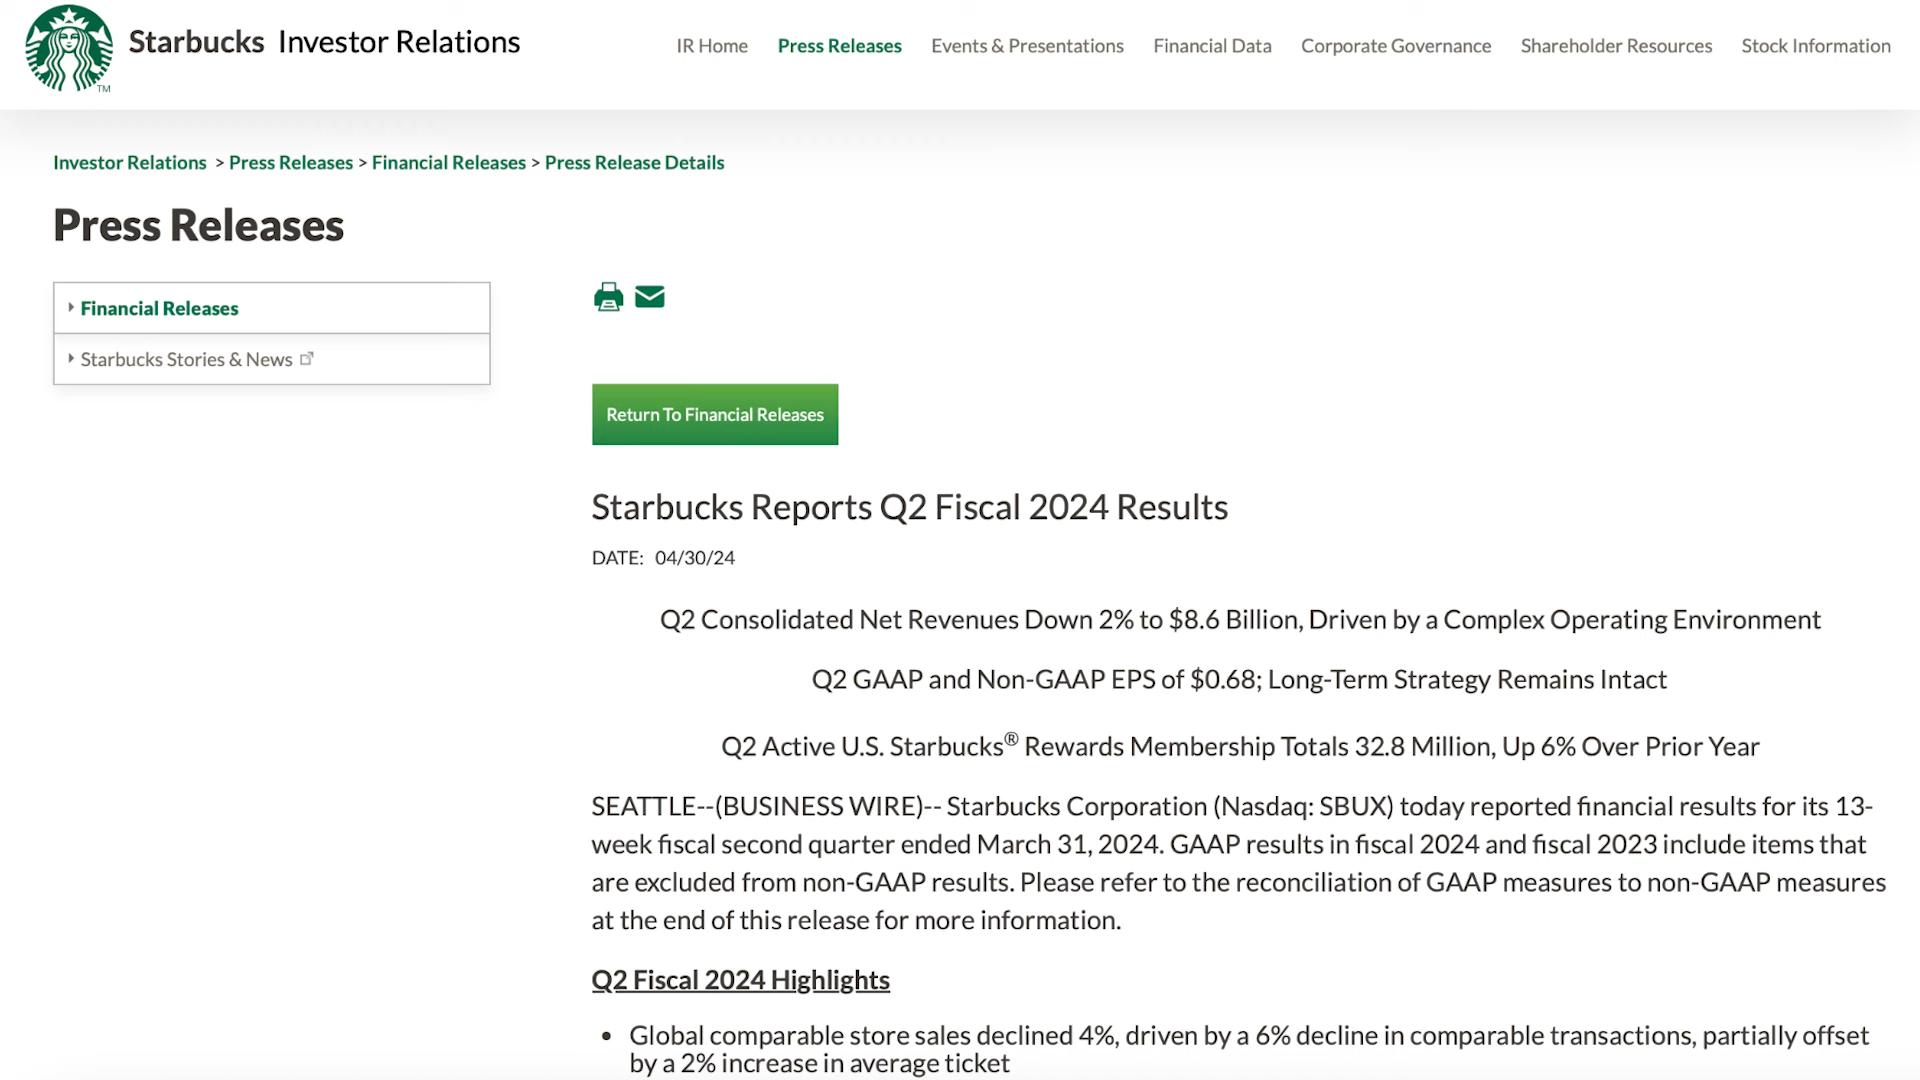 Starbucks Investor Relations
IR Home Press Releases Events & Presentations Financial Data Corporate Governance Shareholder Resources Stock Information
TM
Investor Relations > Press Releases > Financial Releases > Press Release Details
Press Releases
Financial Releases
Starbucks Stories & News
Return To Financial Releases
Starbucks Reports Q2 Fiscal 2024 Results
DATE: 04/30/24
Q2 Consolidated Net Revenues Down 2% to $8.6 Billion, Driven by a Complex Operating Environment
Q2 GAAP and Non-GAAP EPS of $0.68; Long-Term Strategy Remains Intact
Q2 Active U.S. Starbucks® Rewards Membership Totals 32.8 Million, Up 6% Over Prior Year
SEATTLE--(BUSINESS WIRE)-- Starbucks Corporation (Nasdaq: SBUX) today reported financial results for its 13-
week fiscal second quarter ended March 31, 2024. GAAP results in fiscal 2024 and fiscal 2023 include items that
are excluded from non-GAAP results. Please refer to the reconciliation of GAAP measures to non-GAAP measures
at the end of this release for more information.
Q2 Fiscal 2024 Highlights
• Global comparable store sales declined 4%, driven by a 6% decline in comparable transactions, partially offset
by a 2% increase in average ticket